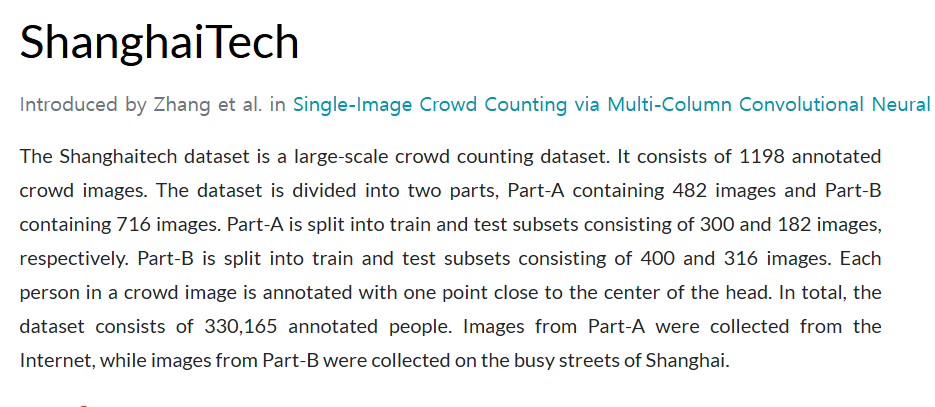 ShanghaiTech
Introduced by Zhang et al. in Single-Image Crowd Counting via Multi-Column Convolutional Neural
The Shanghaitech dataset is a large-scale crowd counting dataset. It consists of 1198 annotated
crowd images. The dataset is divided into two parts, Part-A containing 482 images and Part-B
containing 716 images. Part-A is split into train and test subsets consisting of 300 and 182 images,
respectively. Part-B is split into train and test subsets consisting of 400 and 316 images. Each
person in a crowd image is annotated with one point close to the center of the head. In total, the
dataset consists of 330,165 annotated people. Images from Part-A were collected from the
Internet, while images from Part-B were collected on the busy streets of Shanghai.